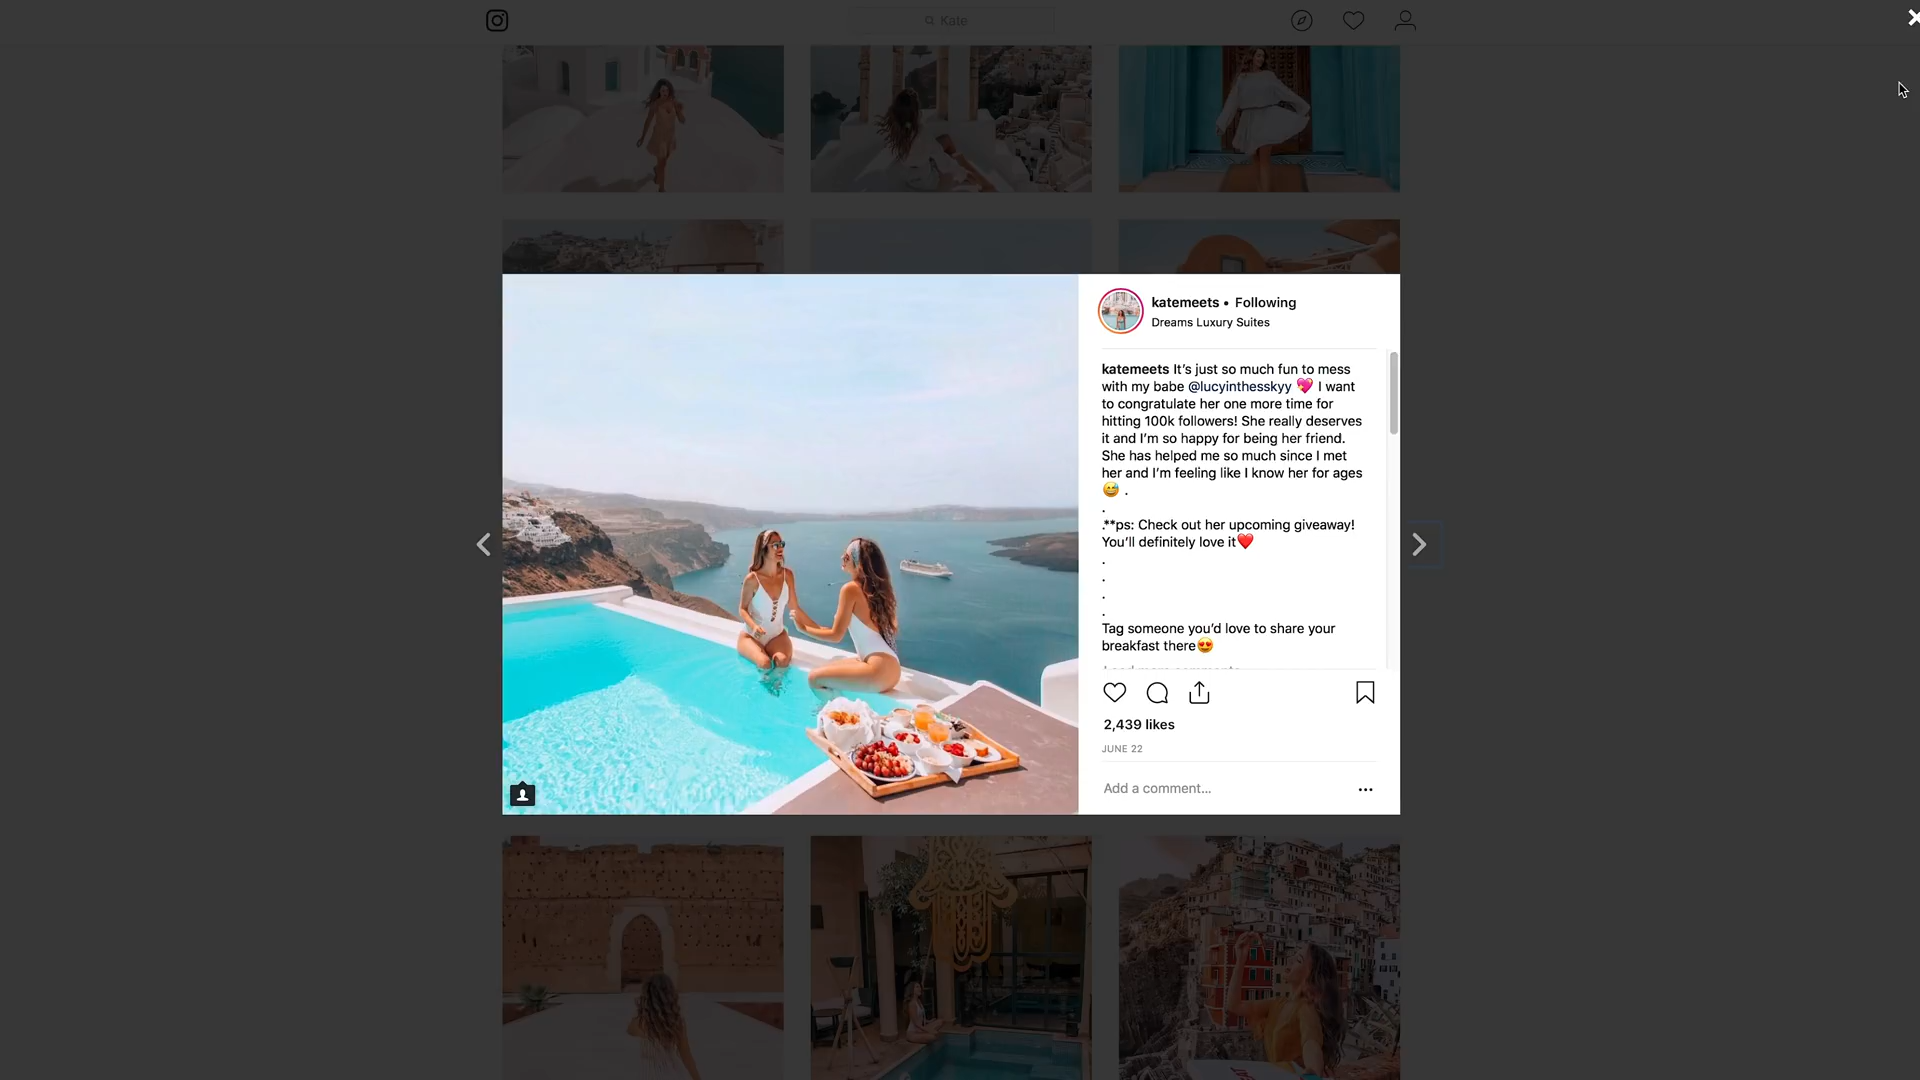 Kate
katemeets • Following
Dreams Luxury Suites
katemeets It's just so much fun to mess
with my babe @lucyinthesskyy 💖 I want
to congratulate her one more time for
hitting 100k followers! She really deserves
it and I'm so happy for being her friend.
She has helped me so much since I met
her and I'm feeling like I know her for ages
😅 .
.
.**ps: Check out her upcoming giveaway!
You'll definitely love it❤️
.
.
.
.
Tag someone you'd love to share your
breakfast there😍
2,439 likes
JUNE 22
Add a comment...